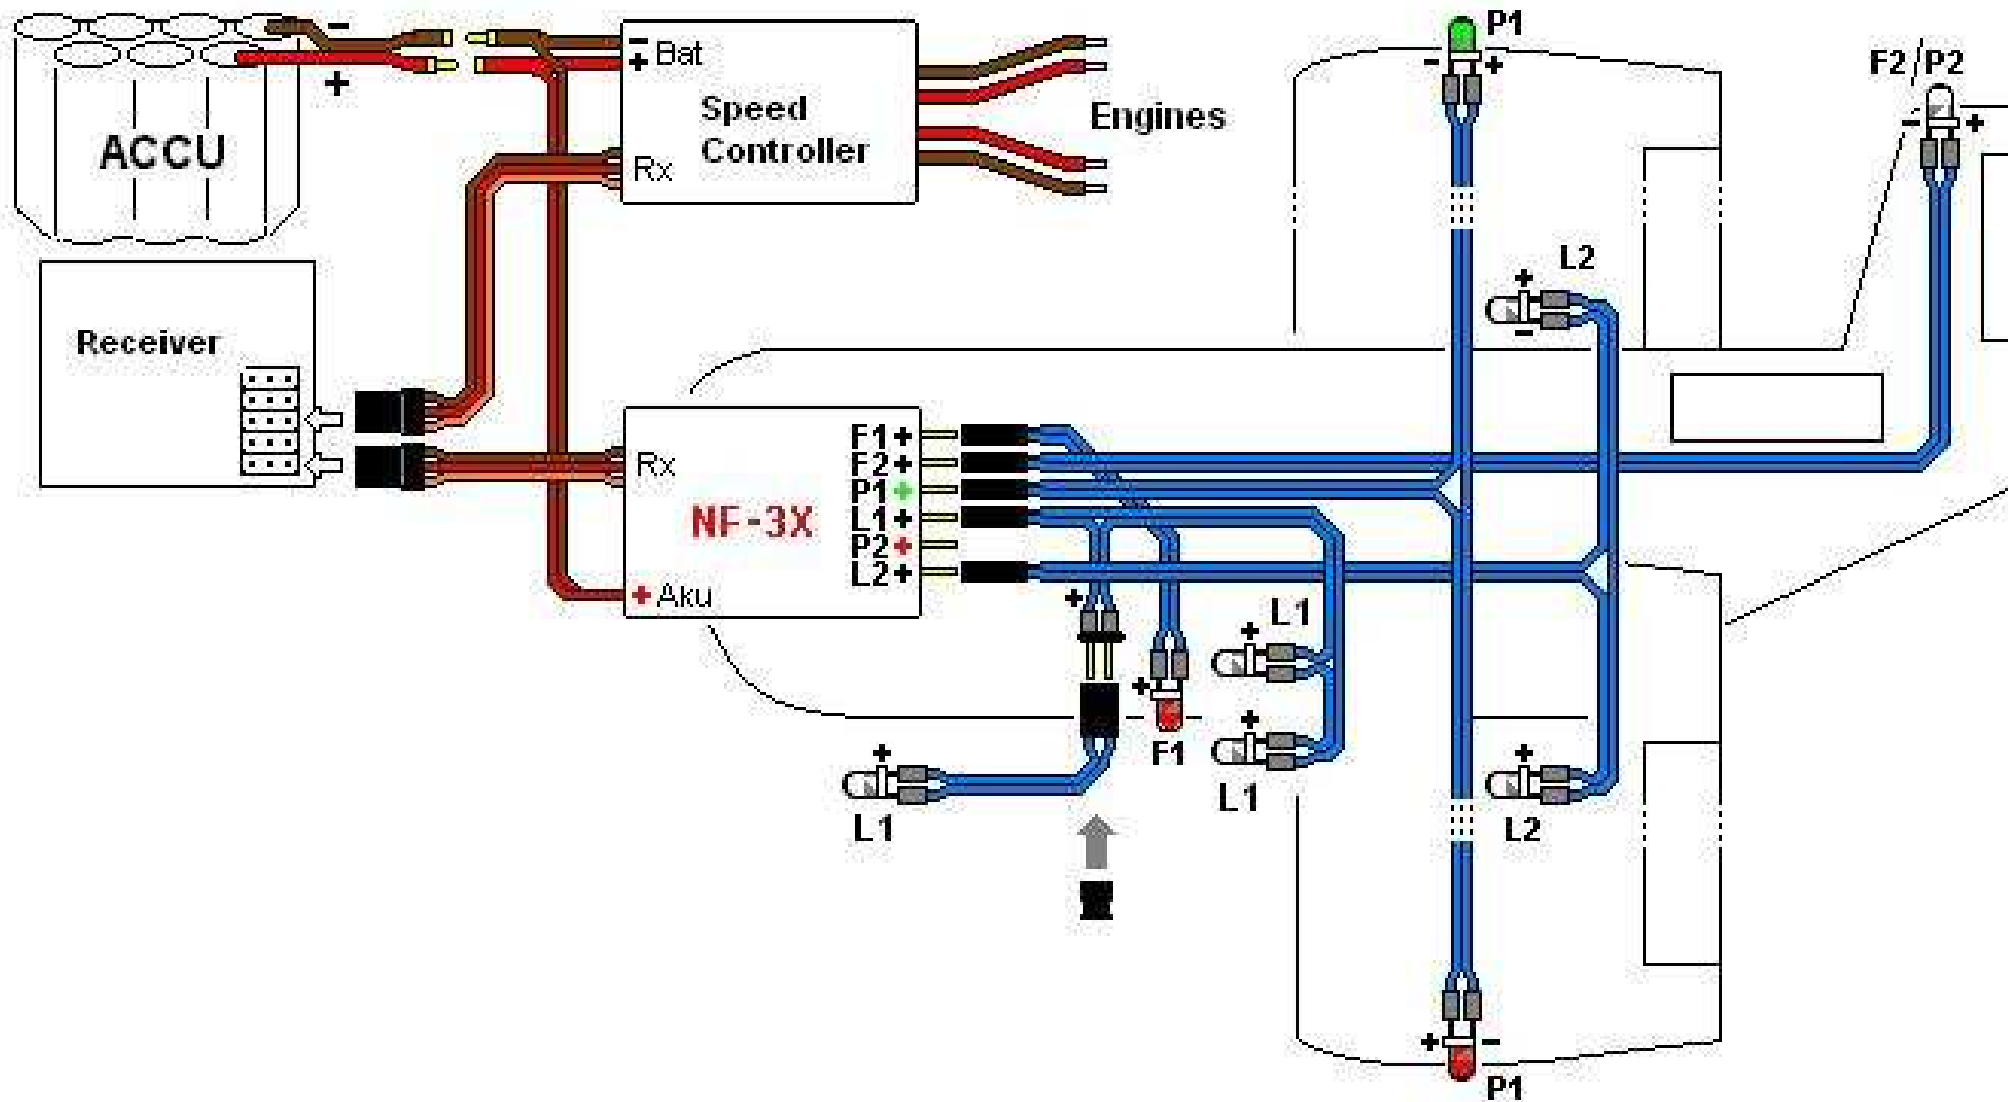 P1
- +
F2/P2
- +
-
+
ACCU
- Bat
+
Speed
Controller
Rx
Engines
Receiver
L2
+
-
Rx
NF-3X
+ Aku
F1 +
F2 +
P1 +
L1 +
P2 +
L2 +
+
+
F1
L1
+
+
L1
+
L1
+
L2
+ -
P1